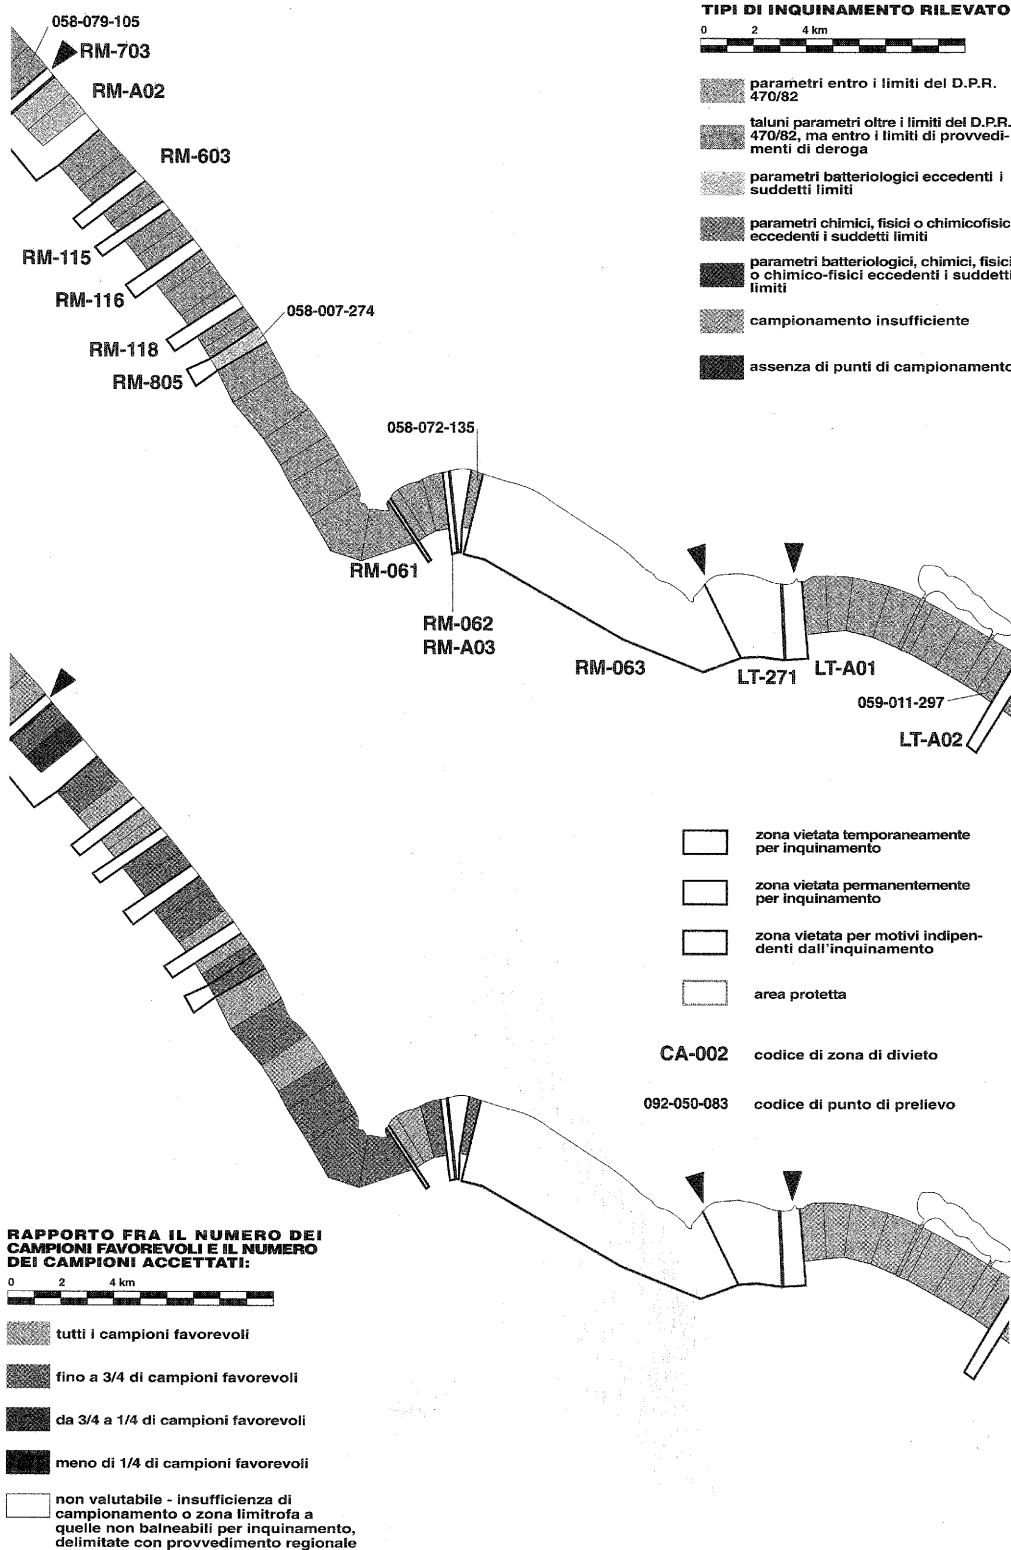 TIPI DI INQUINAMENTO RILEVATO
0 2 4 km
parametri entro i limiti del D.P.R.
470/82
taluni parametri oltre i limiti del D.P.R.
470/82, ma entro i limiti di provvedi-
menti di deroga
parametri batteriologici eccedenti i
suddetti limiti
parametri chimici, fisici o chimicofisic
eccedenti i suddetti limiti
parametri batteriologici, chimici, fisici
o chimico-fisici eccedenti i suddetti
limiti
campionamento insufficiente
assenza di punti di campionamento
058-079-105
RM-703
RM-A02
RM-603
RM-115
RM-116
058-007-274
RM-118
RM-805
058-072-135
RM-061
RM-062
RM-A03
RM-063
LT-271
LT-A01
059-011-297
LT-A02
zona vietata temporaneamente
per inquinamento
zona vietata permanentemente
per inquinamento
zona vietata per motivi indipen-
denti dall'inquinamento
area protetta
CA-002 codice di zona di divieto
092-050-083 codice di punto di prelievo
RAPPORTO FRA IL NUMERO DEI
CAMPIONI FAVOREVOLI E IL NUMERO
DEI CAMPIONI ACCETTATI:
0 2 4 km
tutti i campioni favorevoli
fino a 3/4 di campioni favorevoli
da 3/4 a 1/4 di campioni favorevoli
meno di 1/4 di campioni favorevoli
non valutabile - insufficienza di
campionamento o zona limitrofa a
quelle non balneabili per inquinamento,
delimitate con provvedimento regionale